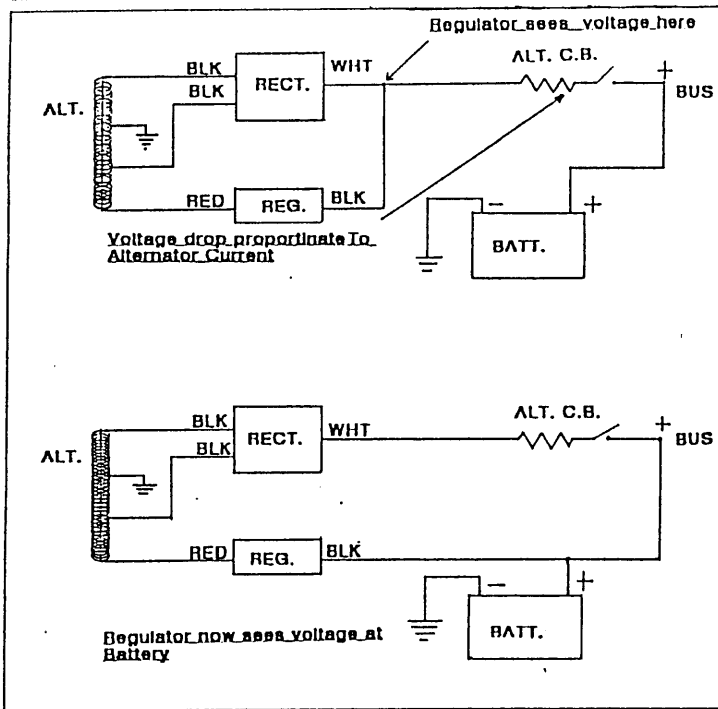 Regulator sees voltage here
ALT. C.B.
+
BLK
WHT
BLK
RECT.
BUS
ALT.
RED
REG.
BLK
-
+
Voltage drop proportinate To
Alternator Current
BATT.
ALT. C.B.
+
BLK
RECT.
WHT
BUS
BLK
ALT.
RED
REG.
BLK
-
+
BATT.
Regulator now sees voltage at
Battery